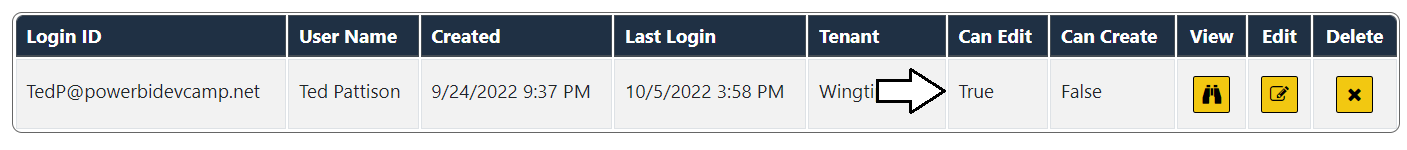 Login ID User Name Created Last Login Tenant Can Edit Can Create View Edit Delete
TedP@powerbidevcamp.net Ted Pattison 9/24/2022 9:37 PM 10/5/2022 3:58 PM True False